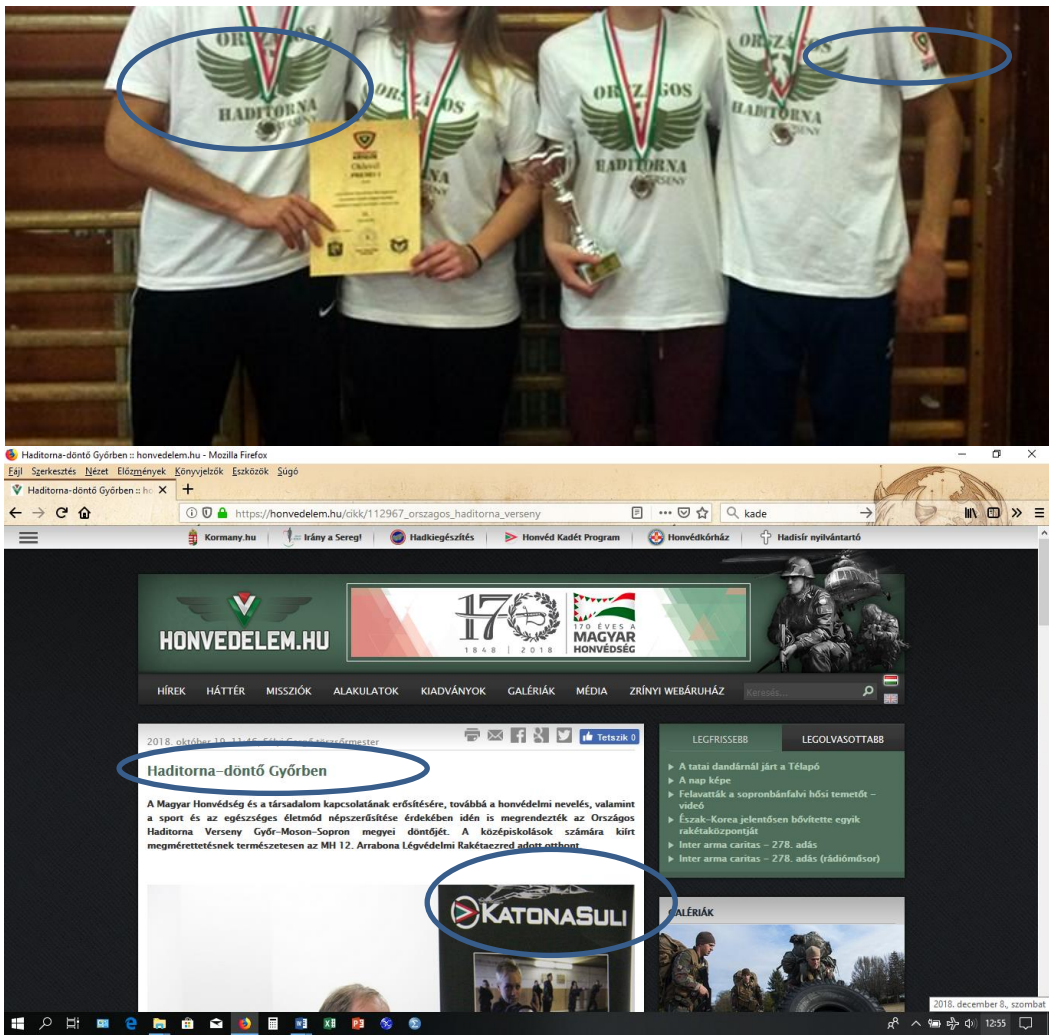 ORSZÁGOS
HADITORNA
ORSZÁGOS
HADITORNA
VERSENY
ORSZÁGOS
HADITORNA
VERSENY
Oklevél
Haditorna-döntő Győrben :: honvedelem.hu - Mozilla Firefox
Fájl Szerkesztés Nézet Előzmények Könyvjelzők Eszközök Súgó
Haditorna-döntő Győrben :: ho
https://honvedelem.hu/cikk/112967_orszagos_haditorna_verseny
kade
Kormany.hu
Irány a Sereg!
Hadkiegészítés
Honvéd Kadét Program
Honvédkórház
Hadisír nyilvántartó
HONVEDELEM.HU
170
1848 | 2018
170 ÉVES A
MAGYAR
HONVÉDSÉG
HÍREK HÁTTÉR MISSZIÓK ALAKULATOK KIADVÁNYOK GALÉRIÁK MÉDIA ZRÍNYI WEBÁRUHÁZ Keresés...
2018. október 10. 11:46,
törzsőrmester
Tetszik 0
Haditorna-döntő Győrben
A Magyar Honvédség és a társadalom kapcsolatának erősítésére, továbbá a honvédelmi nevelés, valamint
a sport és az egészséges életmód népszerűsítése érdekében idén is megrendezték az Országos
Haditorna Verseny Győr-Moson-Sopron megyei döntőjét. A középiskolások számára kiírt
megmérettetésnek természetesen az MH 12. Arrabona Légvédelmi Rakétaezred adott otthont.
KATONASULI
LEGFRISSEBB LEGOLVASOTTABB
A tatai dandárnál járt a Télapó
A nap képe
Felavatták a sopronbánfalvi hősi temetőt –
videó
Észak-Korea jelentősen bővítette egyik
rakétaközpontját
Inter arma caritas – 278. adás
Inter arma caritas – 278. adás (rádióműsor)
GALÉRIÁK
2018. december 8., szombat
12:55